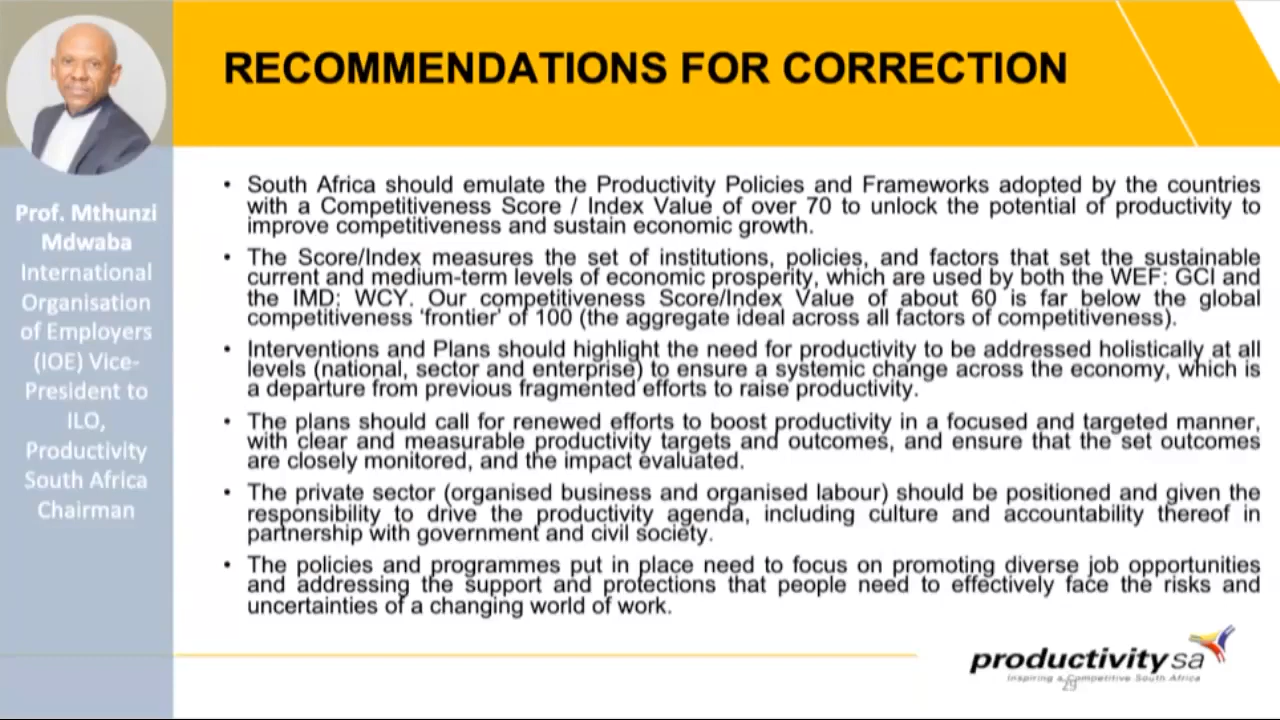 RECOMMENDATIONS FOR CORRECTION
Prof. Mthunzi
Mdwaba
International
Organisation
of Employers
(IOE) Vice-
President to
ILO,
Productivity
South Africa
Chairman
• South Africa should emulate the Productivity Policies and Frameworks adopted by the countries
with a Competitiveness Score / Index Value of over 70 to unlock the potential of productivity to
improve competitiveness and sustain economic growth.
• The Score/Index measures the set of institutions, policies, and factors that set the sustainable
current and medium-term levels of economic prosperity, which are used by both the WEF: GCI and
the IMD; WCY. Our competitiveness Score/Index Value of about 60 is far below the global
competitiveness ‘frontier’ of 100 (the aggregate ideal across all factors of competitiveness).
• Interventions and Plans should highlight the need for productivity to be addressed holistically at all
levels (national, sector and enterprise) to ensure a systemic change across the economy, which is
a departure from previous fragmented efforts to raise productivity.
• The plans should call for renewed efforts to boost productivity in a focused and targeted manner,
with clear and measurable productivity targets and outcomes, and ensure that the set outcomes
are closely monitored, and the impact evaluated.
• The private sector (organised business and organised labour) should be positioned and given the
responsibility to drive the productivity agenda, including culture and accountability thereof in
partnership with government and civil society.
• The policies and programmes put in place need to focus on promoting diverse job opportunities
and addressing the support and protections that people need to effectively face the risks and
uncertainties of a changing world of work.
productivity sa
Inspiring a Competitive South Africa
29